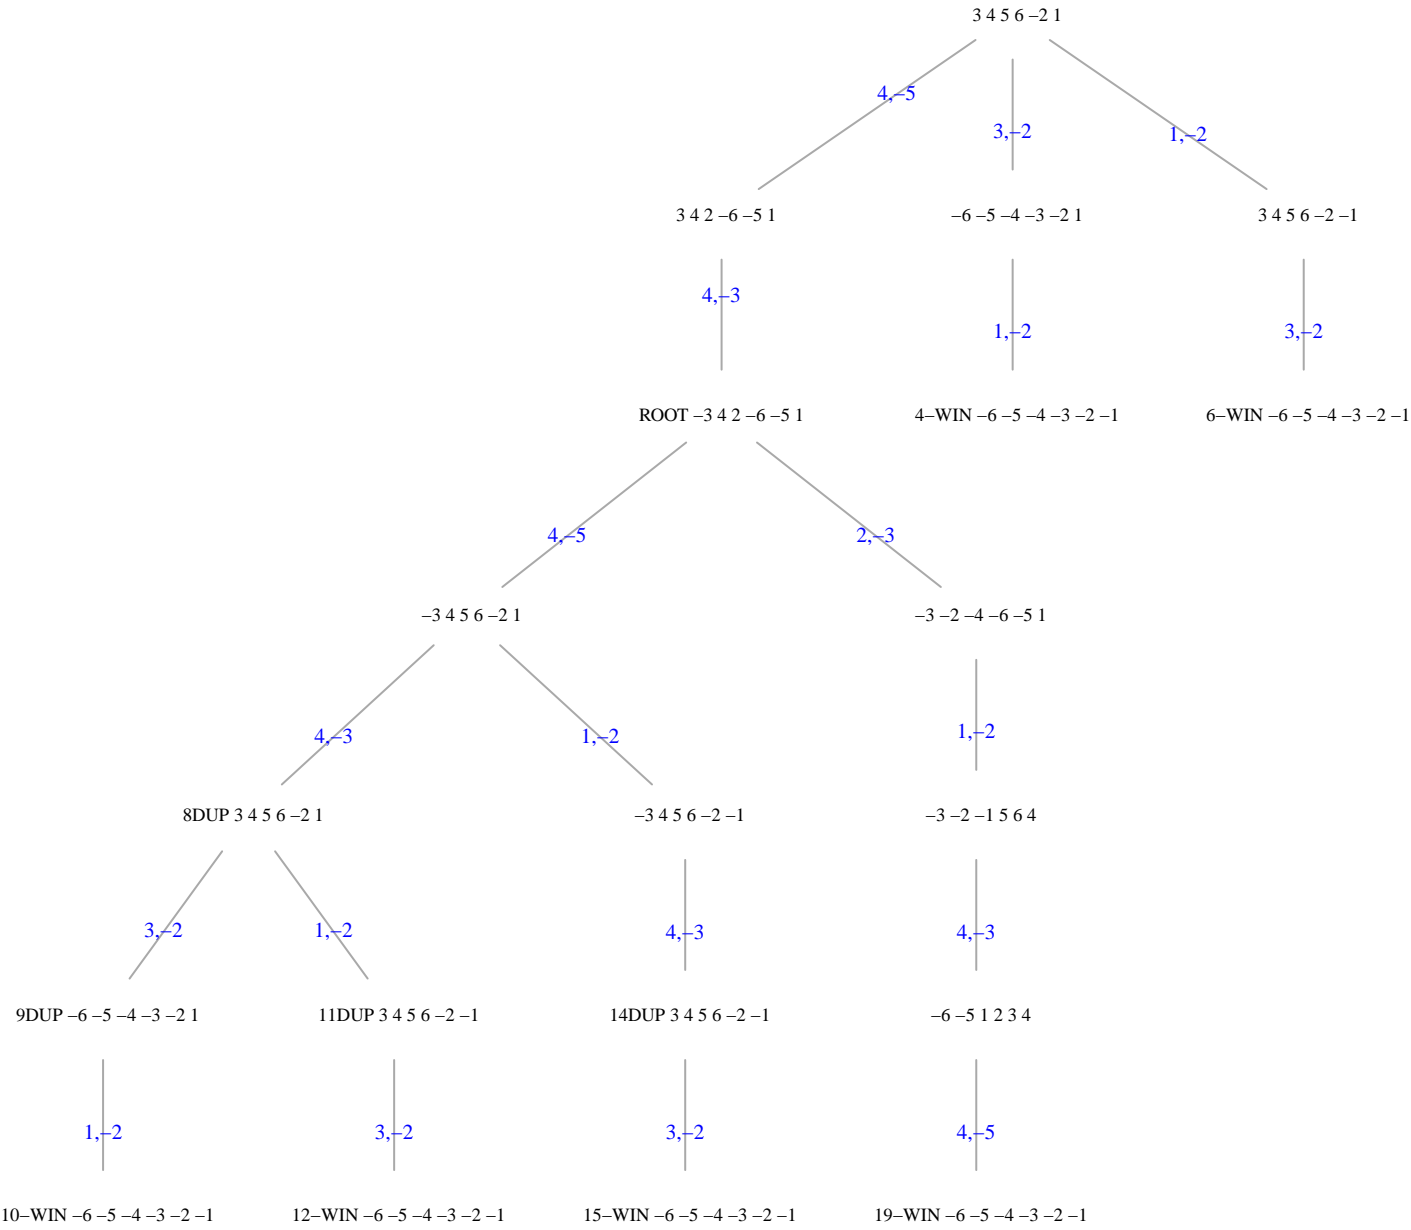 3 4 5 6 –2 1
4,–5
3,–2
1,–2
3 4 2 –6 –5 1
–6 –5 –4 –3 –2 1
3 4 5 6 –2 –1
4,–3
1,–2
3,–2
ROOT –3 4 2 –6 –5 1
4–WIN –6 –5 –4 –3 –2 –1
6–WIN –6 –5 –4 –3 –2 –1
4,–5
2,–3
–3 4 5 6 –2 1
–3 –2 –4 –6 –5 1
4,–3
1,–2
1,–2
8DUP 3 4 5 6 –2 1
–3 4 5 6 –2 –1
–3 –2 –1 5 6 4
3,–2
1,–2
4,–3
4,–3
9DUP –6 –5 –4 –3 –2 1
11DUP 3 4 5 6 –2 –1
14DUP 3 4 5 6 –2 –1
–6 –5 1 2 3 4
1,–2
3,–2
3,–2
4,–5
10–WIN –6 –5 –4 –3 –2 –1
12–WIN –6 –5 –4 –3 –2 –1
15–WIN –6 –5 –4 –3 –2 –1
19–WIN –6 –5 –4 –3 –2 –1